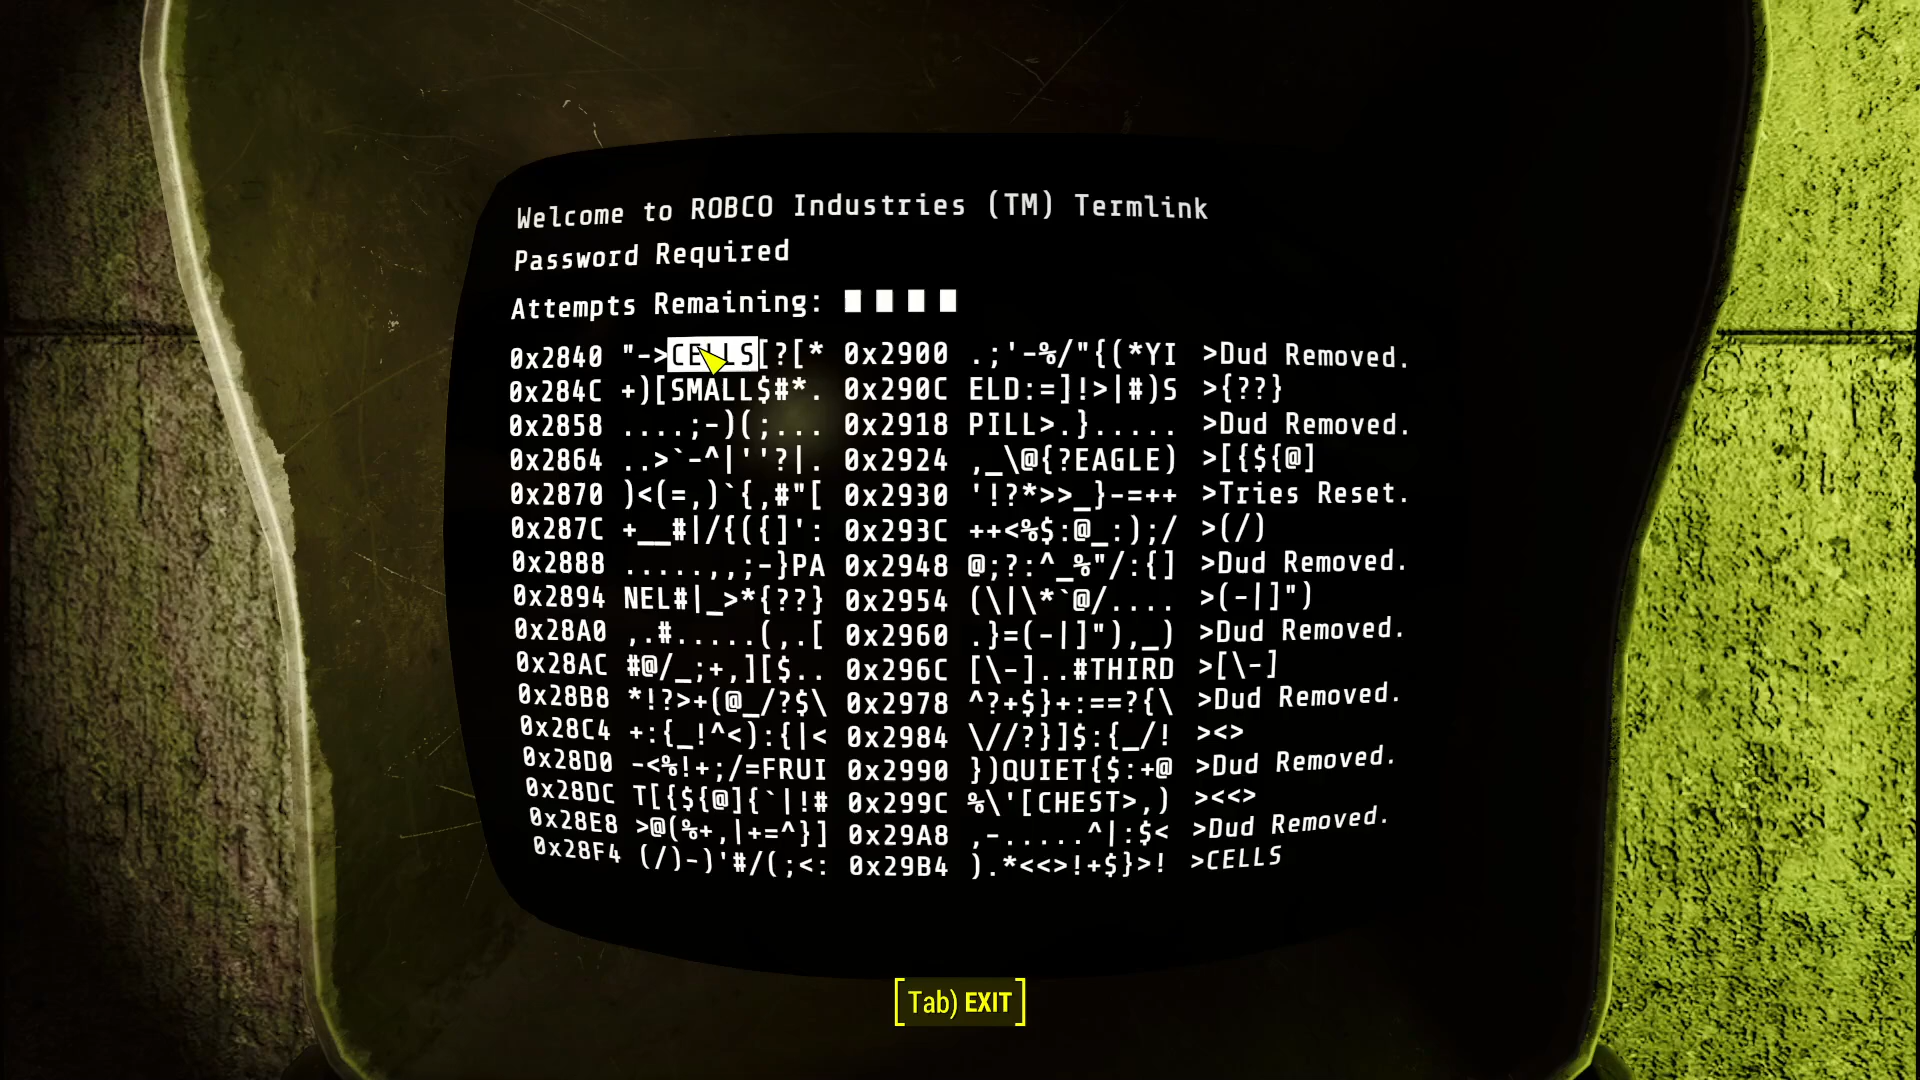 Welcome to ROBCO Industries (TM) Termlink
Password Required
Attempts Remaining: ■ ■ ■ ■
0x2840 "->CELLS[?[* 0x2900 .;'-%/"{(*YI >Dud Removed.
0x284C +)[SMALL$#*. 0x290C ELD:=]!>|#)S >{??}
0x2858 ....;-)(;... 0x2918 PILL>.}..... >Dud Removed.
0x2864 ..>`-^|''?|. 0x2924 ,_\@{?EAGLE) >[{${@]
0x2870 )<(=,)`{,#"[ 0x2930 '!?*>>_}-=++ >Tries Reset.
0x287C +__#|/{({]': 0x293C ++<%$:@_:);/ >(/)
0x2888 .....,,;-}PA 0x2948 @;?:^_%"/:{] >Dud Removed.
0x2894 NEL#|_>*{??} 0x2954 (\|\*`@/.... >(-|]")
0x28A0 ,.#.....(,.[ 0x2960 .}=(-|]"),_) >Dud Removed.
0x28AC #@/_;+,][$.. 0x296C [\-]..#THIRD >[\-]
0x28B8 *!?>+(@_/?$\ 0x2978 ^?+$}+:==?{\ >Dud Removed.
0x28C4 +:{_!^<):{|< 0x2984 \//?}]$:{_/! ><>
0x28D0 -<%!+;/=FRUI 0x2990 })QUIET{$:+@ >Dud Removed.
0x28DC T[{${@]{`|!# 0x299C %\'[CHEST>,) ><<>
0x28E8 >@(%+,|+=^}] 0x29A8 ,-.....^|:$< >Dud Removed.
0x28F4 (/)-)'#/(;<: 0x29B4 ).*<<>!+$}>! >CELLS
Tab) EXIT